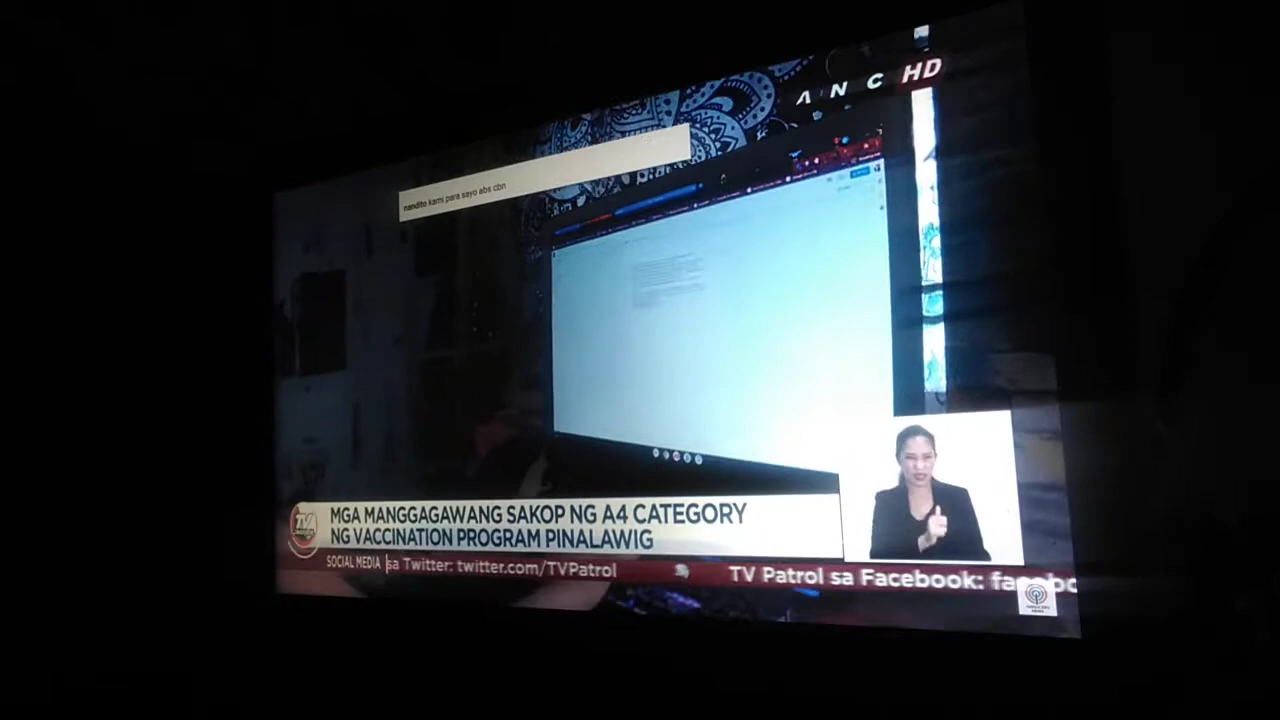 ANC HD
nandito kami para sayo abs cbn
MGA MANGGAGAWANG SAKOP NG A4 CATEGORY
NG VACCINATION PROGRAM PINALAWIG
SOCIAL MEDIA sa Twitter: twitter.com/TVPatrol TV Patrol sa Facebook: facebo